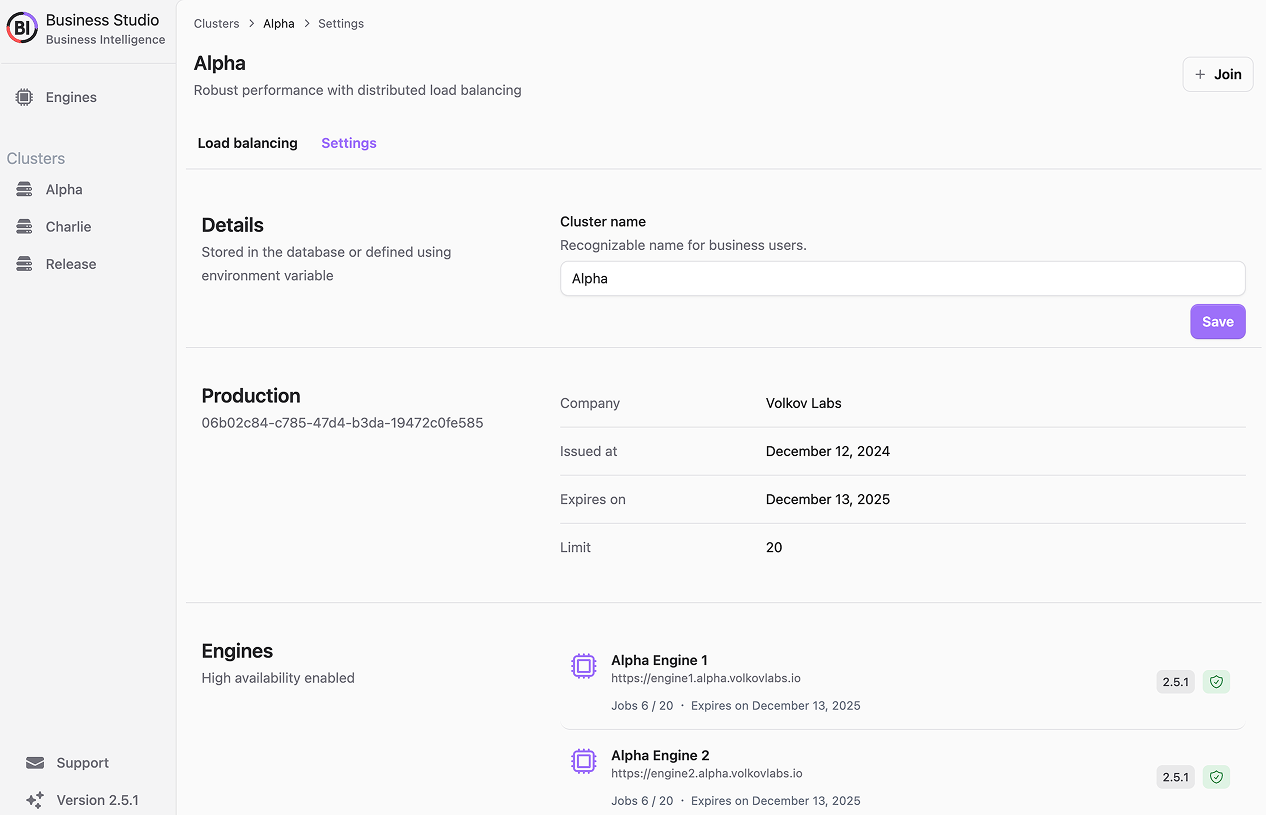 BI
Business Studio
Business Intelligence
Engines
Clusters
Alpha
Charlie
Release
Support
Version 2.5.1
Clusters > Alpha > Settings
Alpha
Robust performance with distributed load balancing
+ Join
Load balancing Settings
Details
Stored in the database or defined using
environment variable
Cluster name
Recognizable name for business users.
Alpha
Save
Production
06b02c84-c785-47d4-b3da-19472c0fe585
Company Volkov Labs
Issued at December 12, 2024
Expires on December 13, 2025
Limit 20
Engines
High availability enabled
Alpha Engine 1
https://engine1.alpha.volkovlabs.io
Jobs 6 / 20 · Expires on December 13, 2025
2.5.1
Alpha Engine 2
https://engine2.alpha.volkovlabs.io
Jobs 6 / 20 · Expires on December 13, 2025
2.5.1